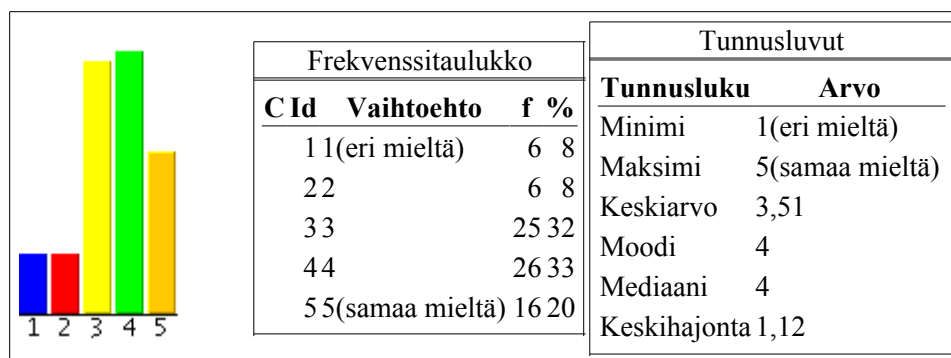 1 2 3 4 5
Frekvenssitaulukko
C Id Vaihtoehto f %
1 1(eri mieltä) 6 8
2 2 6 8
3 3 25 32
4 4 26 33
5 5(samaa mieltä) 16 20
Tunnusluvut
Tunnusluku Arvo
Minimi 1(eri mieltä)
Maksimi 5(samaa mieltä)
Keskiarvo 3,51
Moodi 4
Mediaani 4
Keskihajonta 1,12